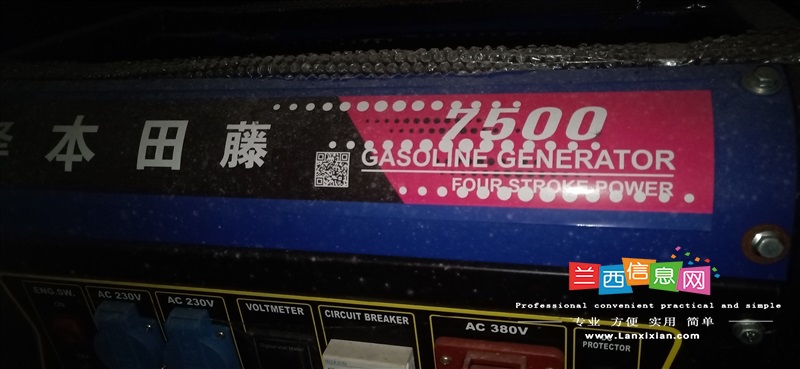 本田藤
7500
GASOLINE GENERATOR
FOUR STROKE POWER
ENG.SW.
AC 230V
AC 230V
VOLTMETER
CIRCUIT BREAKER
AC 380V
PROTECTOR
兰西信息网
Professional convenient practical and simple
专业 方便 实用 简单
www.Lanxixian.com